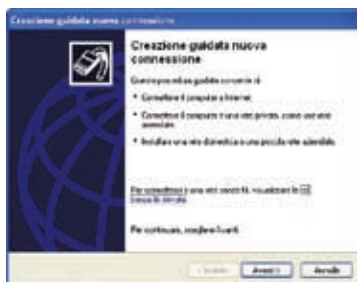 Creazione guidata nuova connessione
Creazione guidata nuova
connessione
Questa procedura guidata consente di:
• Connettere il computer a Internet.
• Connettere il computer a una rete privata, come una rete
aziendale.
• Installare una rete domestica o una piccola rete aziendale.
Per connettersi a una rete senza fili, visualizzare le
Per continuare, scegliere Avanti.
Avanti >
Annulla